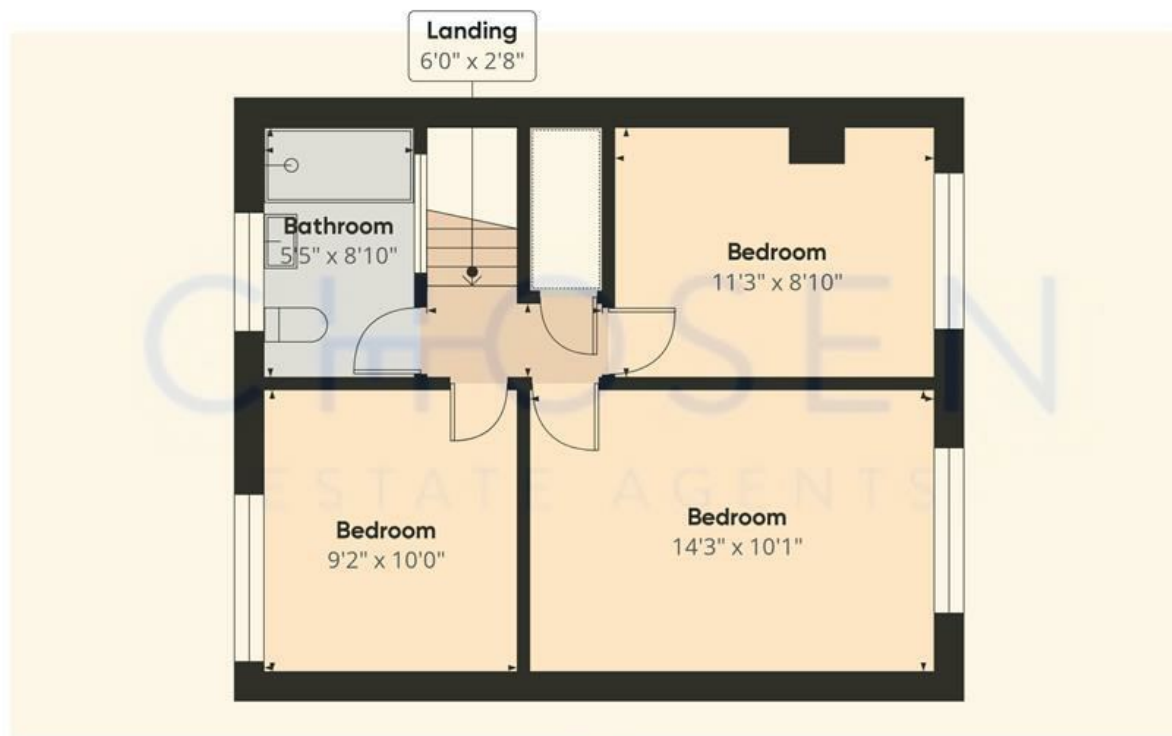 Landing
6'0" x 2'8"
Bathroom
5'5" x 8'10"
Bedroom
11'3" x 8'10"
CHOSEN
ESTATE AGENTS
Bedroom
9'2" x 10'0"
Bedroom
14'3" x 10'1"